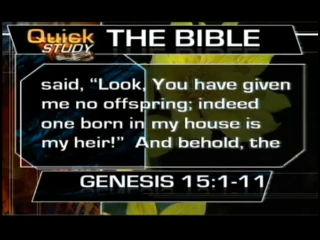 Quick
STUDY
THE BIBLE
said, “Look, You have given
me no offspring; indeed
one born in my house is
my heir!”  And behold, the
GENESIS 15:1-11